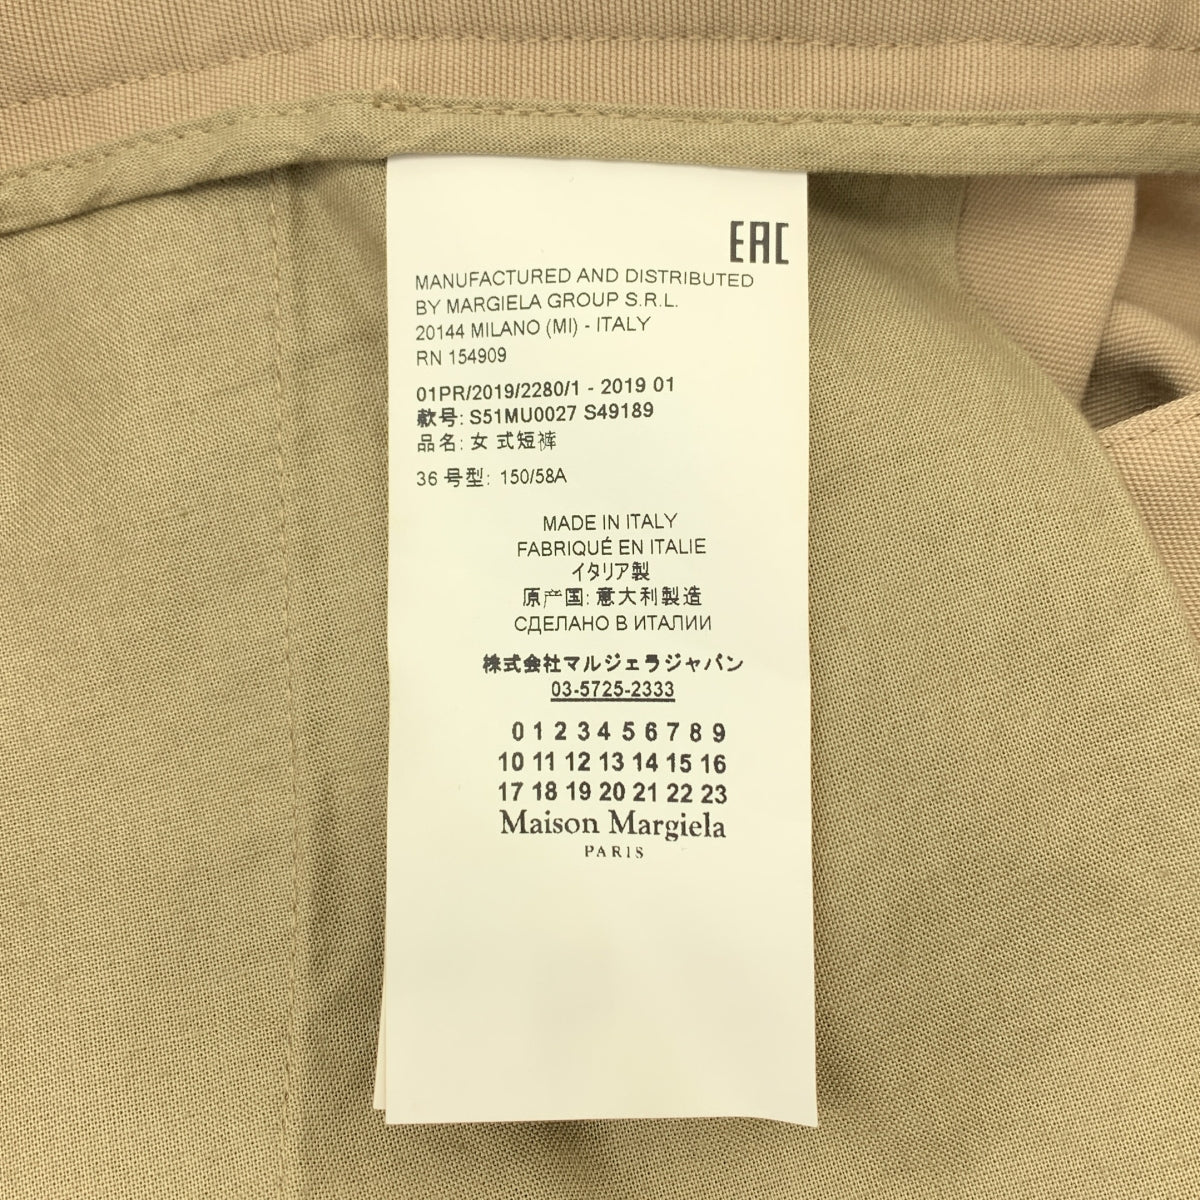 EAC
MANUFACTURED AND DISTRIBUTED
BY MARGIELA GROUP S.R.L.
20144 MILANO (MI) - ITALY
RN 154909
01PR/2019/2280/1 - 2019 01
款号: S51MU0027 S49189
品名: 女式短裤
36 号型: 150/58A
MADE IN ITALY
FABRIQUÉ EN ITALIE
イタリア製
原产国: 意大利製造
СДЕЛАНО В ИТАЛИИ
株式会社マルジェラジャパン
03-5725-2333
0 1 2 3 4 5 6 7 8 9
10 11 12 13 14 15 16
17 18 19 20 21 22 23
Maison Margiela
PARIS